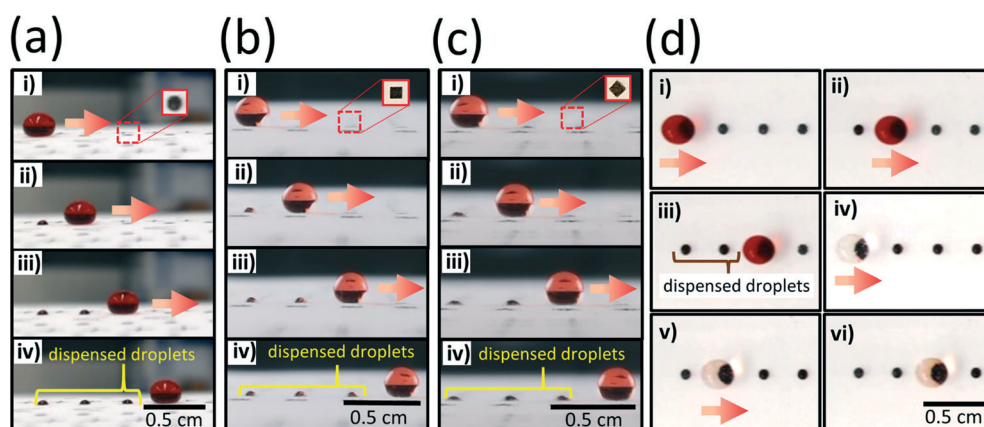 (a)
i)
ii)
iii)
iv)
dispensed droplets
0.5 cm
(b)
i)
ii)
iii)
iv)
dispensed droplets
0.5 cm
(c)
i)
ii)
iii)
iv)
dispensed droplets
0.5 cm
(d)
i)
ii)
iii)
dispensed droplets
iv)
v)
vi)
0.5 cm